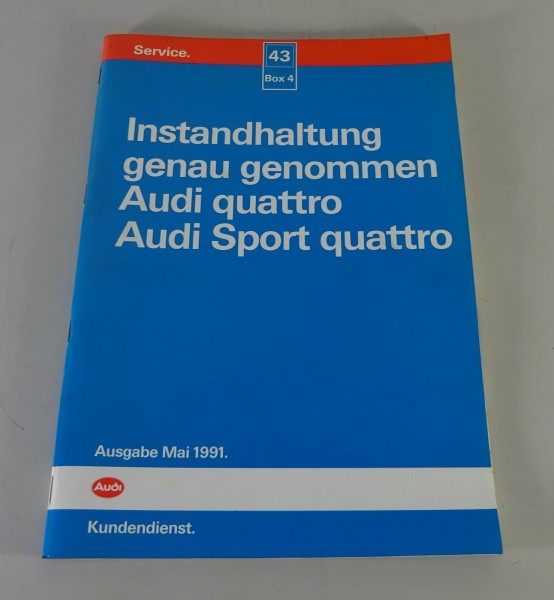 Service.
43
Box 4
Instandhaltung
genau genommen
Audi quattro
Audi Sport quattro
Ausgabe Mai 1991.
Audi
Kundendienst.